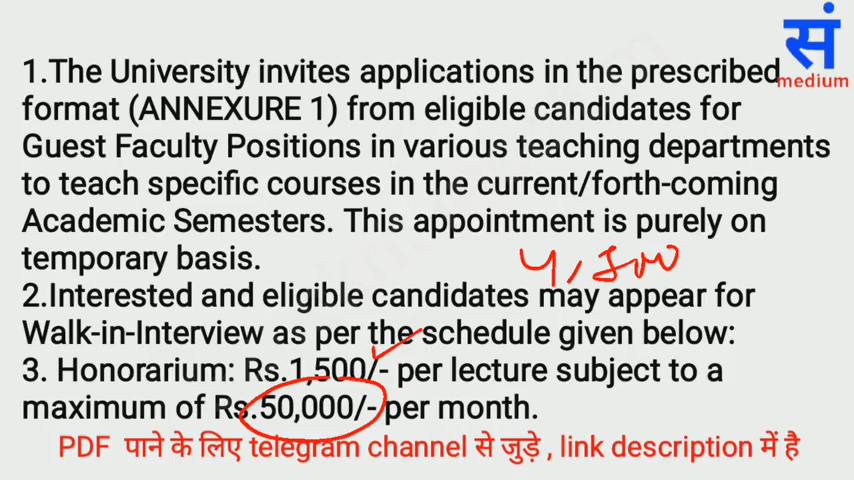 सं
medium
1.The University invites applications in the prescribed
format (ANNEXURE 1) from eligible candidates for
Guest Faculty Positions in various teaching departments
to teach specific courses in the current/forth-coming
Academic Semesters. This appointment is purely on
temporary basis.
2.Interested and eligible candidates may appear for
Walk-in-Interview as per the schedule given below:
3. Honorarium: Rs.1,500/- per lecture subject to a
maximum of Rs.50,000/- per month.
PDF पाने के लिए telegram channel से जुड़े , link description में है